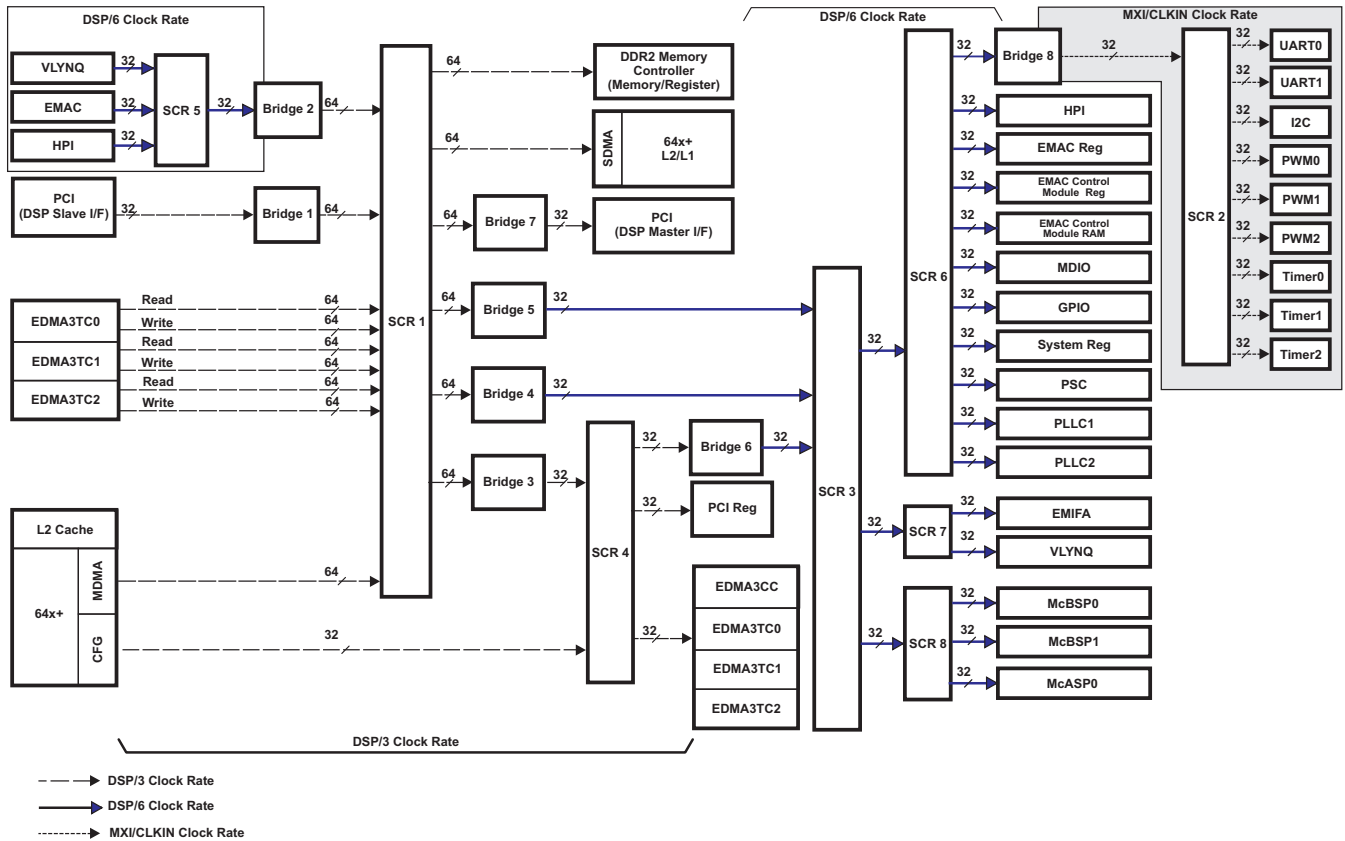 DSP/6 Clock Rate
VLYNQ
32
EMAC
32
HPI
32
SCR 5
32
Bridge 2
64
PCI
(DSP Slave I/F)
32
Bridge 1
64
EDMA3TC0
EDMA3TC1
EDMA3TC2
Read
64
Write
64
Read
64
Write
64
Read
64
Write
64
L2 Cache
64x+
MDMA
CFG
64
32
SCR 1
64
DDR2 Memory
Controller
(Memory/Register)
64
SDMA
64x+
L2/L1
64
Bridge 7
32
PCI
(DSP Master I/F)
64
Bridge 5
32
64
Bridge 4
32
64
Bridge 3
32
SCR 4
32
Bridge 6
32
32
PCI Reg
32
EDMA3CC
EDMA3TC0
EDMA3TC1
EDMA3TC2
SCR 3
32
32
32
DSP/6 Clock Rate
SCR 6
32
Bridge 8
32
32
HPI
32
EMAC Reg
32
EMAC Control
Module Reg
32
EMAC Control
Module RAM
32
MDIO
32
GPIO
32
System Reg
32
PSC
32
PLLC1
32
PLLC2
SCR 7
32
EMIFA
32
VLYNQ
SCR 8
32
McBSP0
32
McBSP1
32
McASP0
MXI/CLKIN Clock Rate
SCR 2
32
UART0
32
UART1
32
I2C
32
PWM0
32
PWM1
32
PWM2
32
Timer0
32
Timer1
32
Timer2
DSP/3 Clock Rate
DSP/3 Clock Rate
DSP/6 Clock Rate
MXI/CLKIN Clock Rate